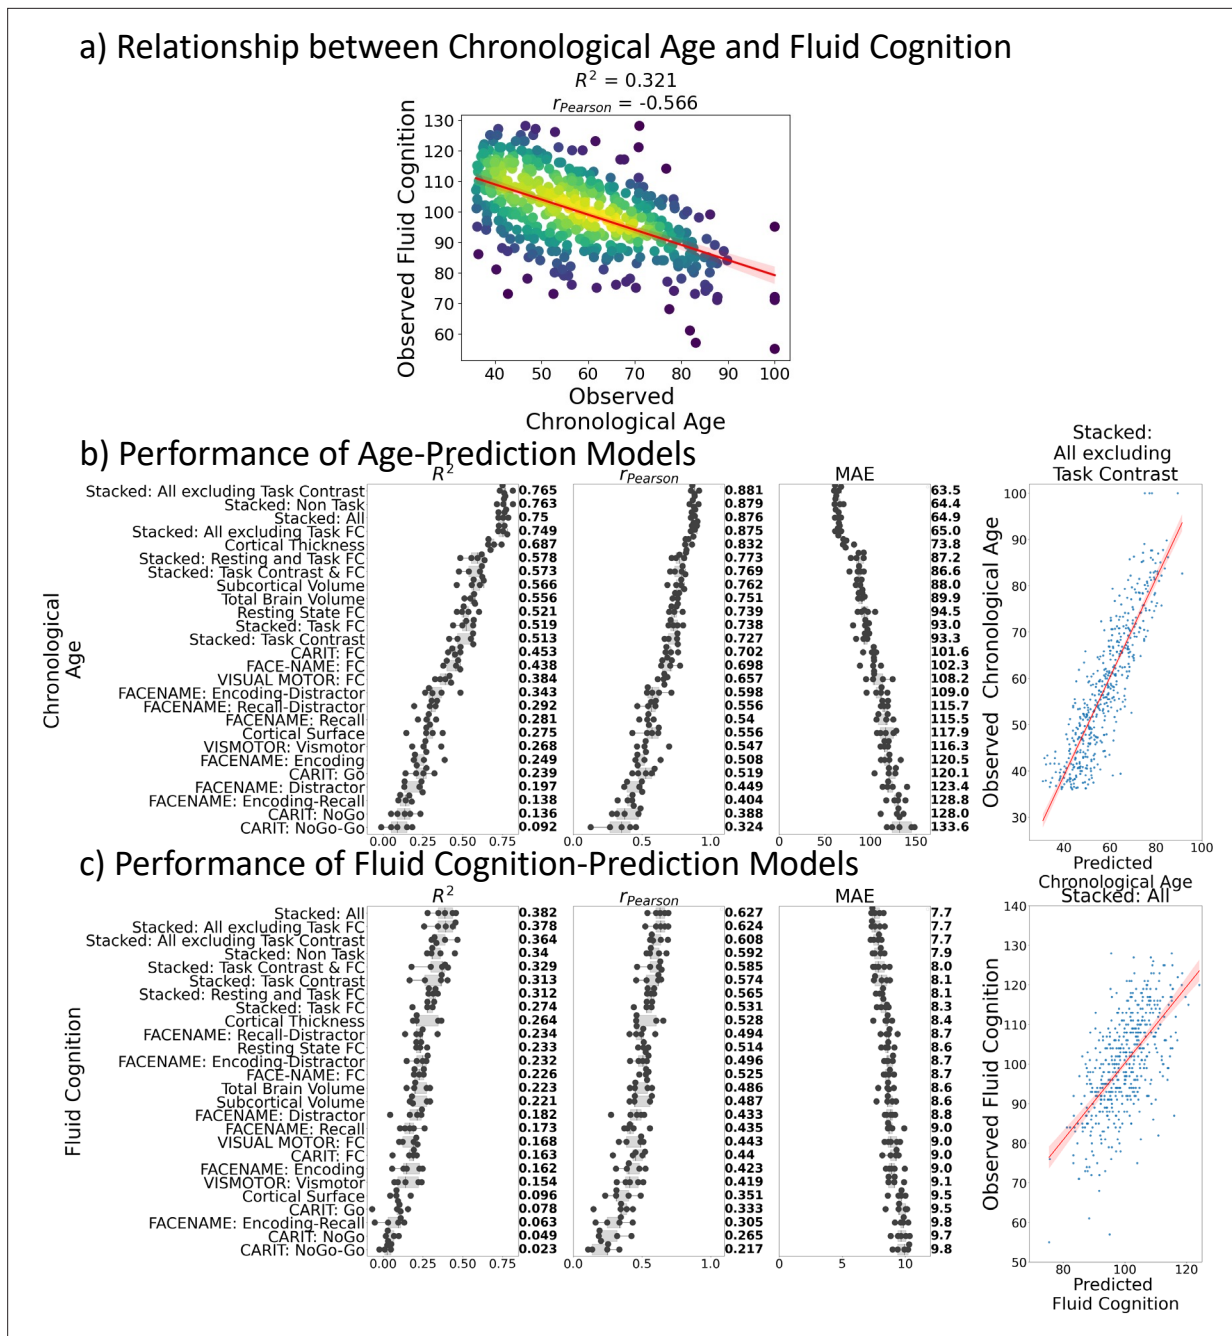 a) Relationship between Chronological Age and Fluid Cognition
R² = 0.321
r_Pearson = -0.566
Observed Fluid Cognition
130
120
110
100
90
80
70
60
40 50 60 70 80 90 100
Observed
Chronological Age
b) Performance of Age-Prediction Models
R² r_Pearson MAE
Chronological
Age
Stacked: All excluding Task Contrast 0.765 0.881 63.5
Stacked: Non Task 0.763 0.879 64.4
Stacked: All 0.75 0.876 64.9
Stacked: All excluding Task FC 0.749 0.875 65.0
Cortical Thickness 0.687 0.832 73.8
Stacked: Resting and Task FC 0.578 0.773 87.2
Stacked: Task Contrast & FC 0.573 0.769 86.6
Subcortical Volume 0.566 0.762 88.0
Total Brain Volume 0.556 0.751 89.9
Resting State FC 0.521 0.739 94.5
Stacked: Task FC 0.519 0.738 93.0
Stacked: Task Contrast 0.513 0.727 93.3
CARIT: FC 0.453 0.702 101.6
FACE-NAME: FC 0.438 0.698 102.3
VISUAL MOTOR: FC 0.384 0.657 108.2
FACENAME: Encoding-Distractor 0.343 0.598 109.0
FACENAME: Recall-Distractor 0.292 0.556 115.7
FACENAME: Recall 0.281 0.54 115.5
Cortical Surface 0.275 0.556 117.9
VISMOTOR: Vismotor 0.268 0.547 116.3
FACENAME: Encoding 0.249 0.508 120.5
CARIT: Go 0.239 0.519 120.1
FACENAME: Distractor 0.197 0.449 123.4
FACENAME: Encoding-Recall 0.138 0.404 128.8
CARIT: NoGo 0.136 0.388 128.0
CARIT: NoGo-Go 0.092 0.324 133.6
0.00 0.25 0.50 0.75 0.0 0.5 1.0 0 50 100 150
Stacked:
All excluding
Task Contrast
Observed Chronological Age
100
90
80
70
60
50
40
30
40 60 80 100
Predicted
Chronological Age
c) Performance of Fluid Cognition-Prediction Models
R² r_Pearson MAE
Fluid Cognition
Stacked: All 0.382 0.627 7.7
Stacked: All excluding Task FC 0.378 0.624 7.7
Stacked: All excluding Task Contrast 0.364 0.608 7.7
Stacked: Non Task 0.34 0.592 7.9
Stacked: Task Contrast & FC 0.329 0.585 8.0
Stacked: Task Contrast 0.313 0.574 8.1
Stacked: Resting and Task FC 0.312 0.565 8.1
Stacked: Task FC 0.274 0.531 8.3
Cortical Thickness 0.264 0.528 8.4
FACENAME: Recall-Distractor 0.234 0.494 8.7
Resting State FC 0.233 0.514 8.6
FACENAME: Encoding-Distractor 0.232 0.496 8.7
FACE-NAME: FC 0.226 0.525 8.7
Total Brain Volume 0.223 0.486 8.6
Subcortical Volume 0.221 0.487 8.6
FACENAME: Distractor 0.182 0.433 8.8
FACENAME: Recall 0.173 0.435 9.0
VISUAL MOTOR: FC 0.168 0.443 9.0
CARIT: FC 0.163 0.44 9.0
FACENAME: Encoding 0.162 0.423 9.0
VISMOTOR: Vismotor 0.154 0.419 9.1
Cortical Surface 0.096 0.351 9.5
CARIT: Go 0.078 0.333 9.5
FACENAME: Encoding-Recall 0.063 0.305 9.8
CARIT: NoGo 0.049 0.265 9.7
CARIT: NoGo-Go 0.023 0.217 9.8
0.00 0.25 0.50 0.75 0.0 0.5 1.0 0 5 10
Stacked: All
Observed Fluid Cognition
140
130
120
110
100
90
80
70
60
50
80 100 120
Predicted
Fluid Cognition